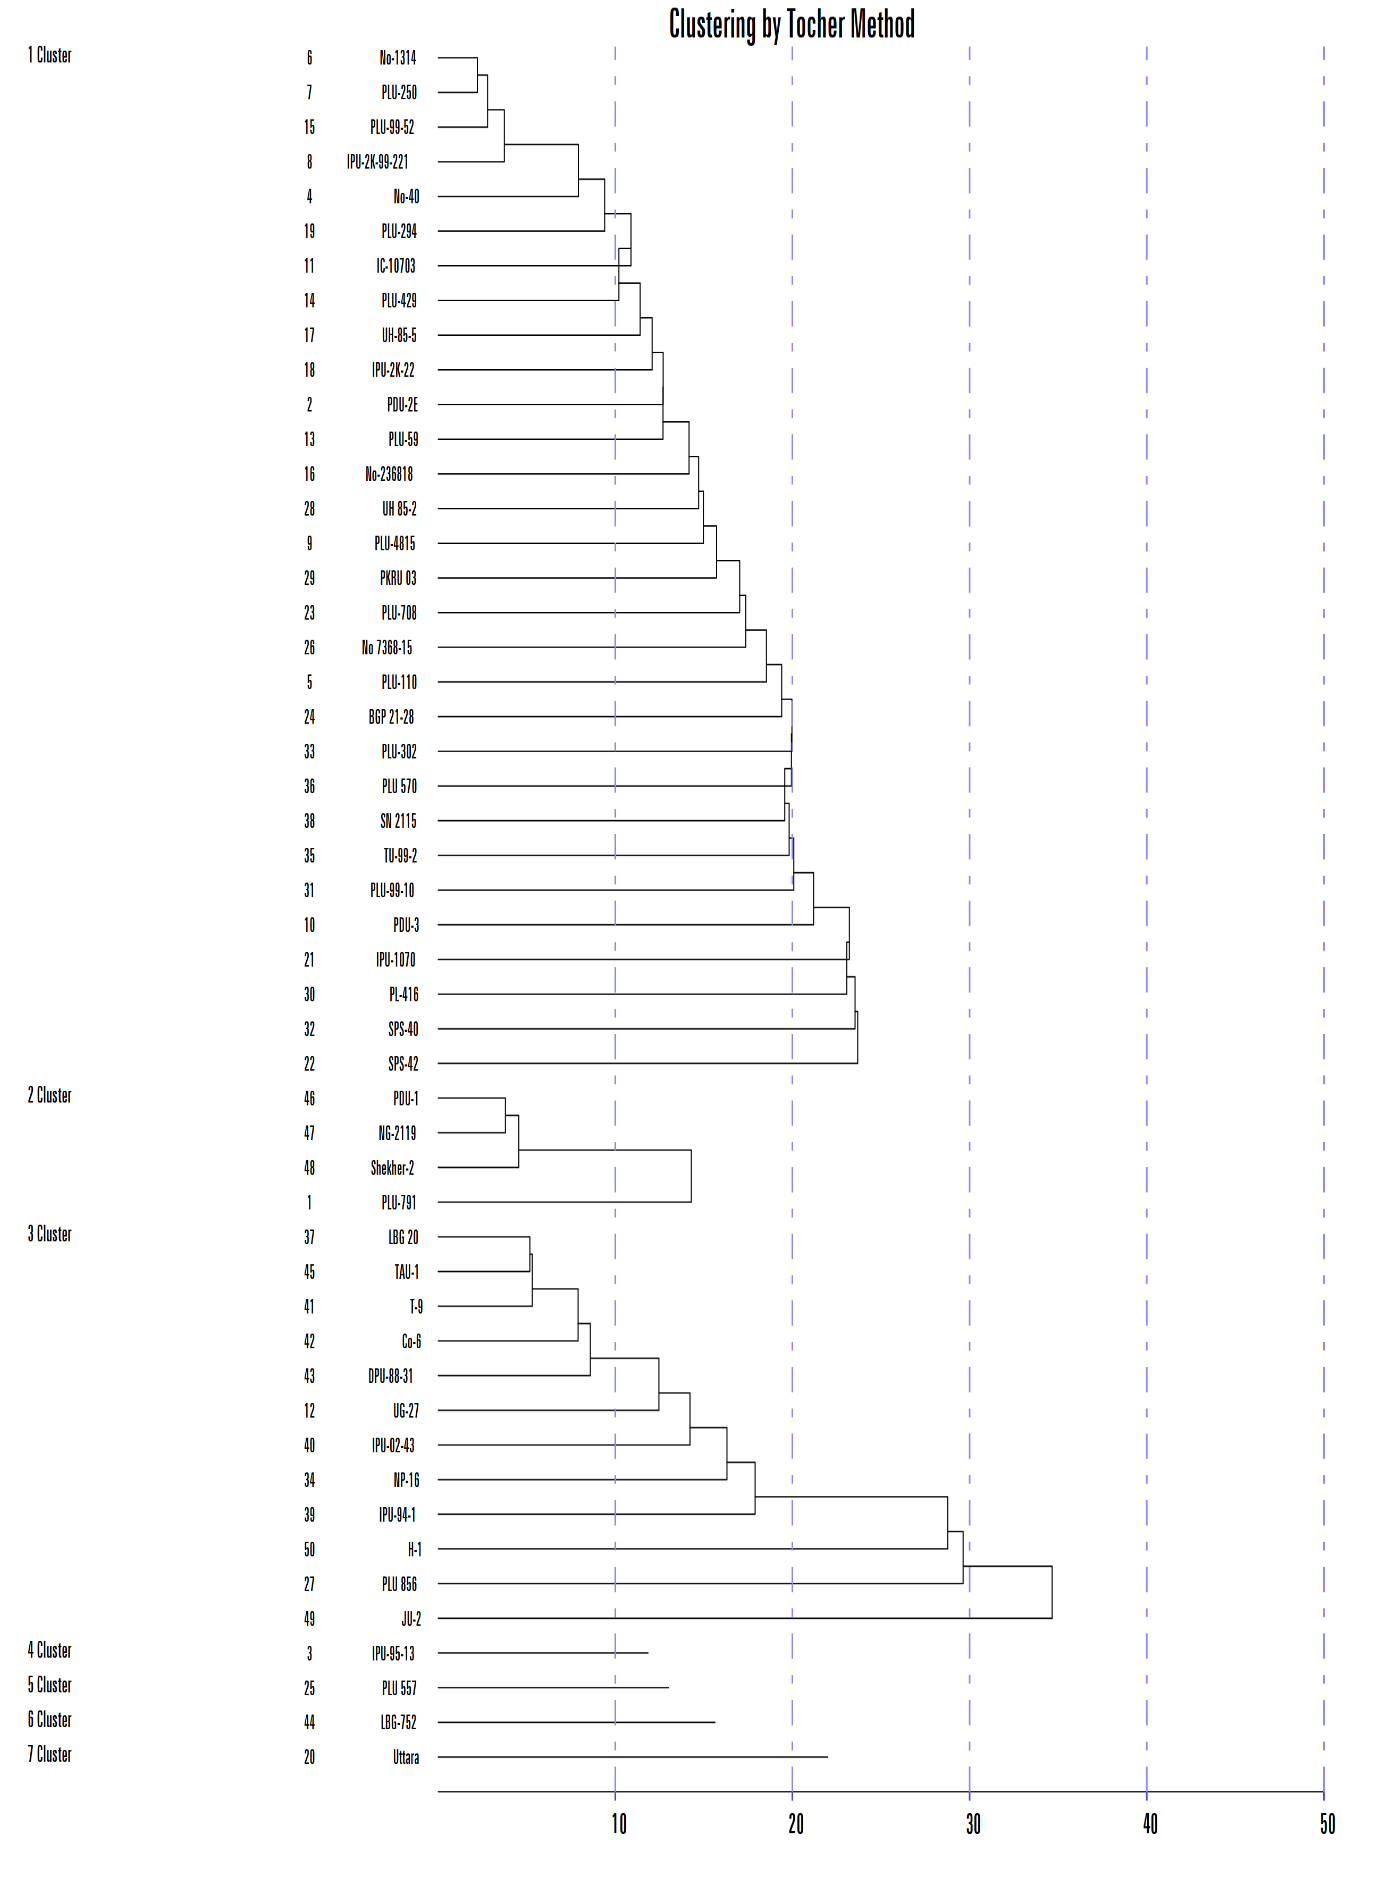 Clustering by Tocher Method
1 Cluster 6 No-1314
7 PLU-250
15 PLU-99-52
8 IPU-2K-99-221
4 No-40
19 PLU-294
11 IC-10703
14 PLU-429
17 UH-85-5
18 IPU-2K-22
2 PDU-2E
13 PLU-59
16 No-236818
28 UH 85-2
9 PLU-4815
29 PKRU 03
23 PLU-708
26 No 7368-15
5 PLU-110
24 BGP 21-28
33 PLU-302
36 PLU 570
38 SN 2115
35 TU-99-2
31 PLU-99-10
10 PDU-3
21 IPU-1070
30 PL-416
32 SPS-40
22 SPS-42
2 Cluster 46 PDU-1
47 NG-2119
48 Shekher-2
1 PLU-791
3 Cluster 37 LBG 20
45 TAU-1
41 T-9
42 Co-6
43 DPU-88-31
12 UG-27
40 IPU-02-43
34 NP-16
39 IPU-94-1
50 H-1
27 PLU 856
49 JU-2
4 Cluster 3 IPU-95-13
5 Cluster 25 PLU 557
6 Cluster 44 LBG-752
7 Cluster 20 Uttara
10 20 30 40 50